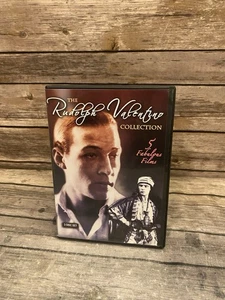 THE
Rudolph Valentino
COLLECTION
5
Fabulous
Films